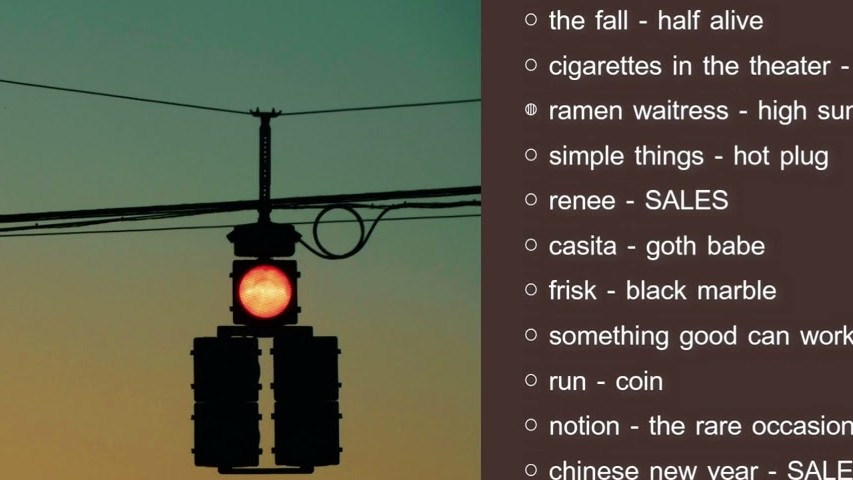 the fall - half alive
cigarettes in the theater -
ramen waitress - high sun
simple things - hot plug
renee - SALES
casita - goth babe
frisk - black marble
something good can work
run - coin
notion - the rare occasion
chinese new year - SALE